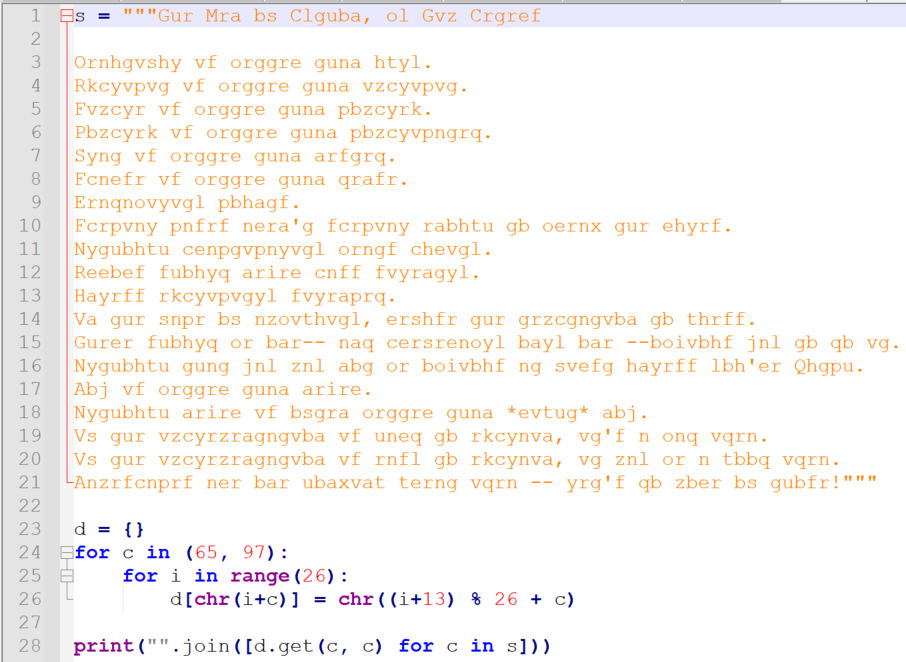 1 s = """Gur Mra bs Clguba, ol Gvz Crgref
2
3 Ornhgvshy vf orggre guna htyl.
4 Rkcyvpvg vf orggre guna vzcyvpvg.
5 Fvzcyr vf orggre guna pbzcyrk.
6 Pbzcyrk vf orggre guna pbzcyvpngrq.
7 Syng vf orggre guna arfgrq.
8 Fcnefr vf orggre guna qrafr.
9 Ernqnovyvgl pbhagf.
10 Fcrpvny pnfrf nera'g fcrpvny rabhtu gb oernx gur ehyrf.
11 Nygubhtu cenpgvpnyvgl orngf chevgl.
12 Reebef fubhyq arire cnff fvyragyl.
13 Hayrff rkcyvpvgyl fvyraprq.
14 Va gur snpr bs nzovthvgl, ershfr gur grzcgngvba gb thrff.
15 Gurer fubhyq or bar-- naq cersrenoyl bayl bar --boivbhf jnl gb qb vg.
16 Nygubhtu gung jnl znl abg or boivbhf ng svefg hayrff lbh'er Qhgpu.
17 Abj vf orggre guna arire.
18 Nygubhtu arire vf bsgra orggre guna *evtug* abj.
19 Vs gur vzcyrzragngvba vf uneq gb rkcynva, vg'f n onq vqrn.
20 Vs gur vzcyrzragngvba vf rnfl gb rkcynva, vg znl or n tbbq vqrn.
21 Anzrfcnprf ner bar ubaxvat terng vqrn -- yrg'f qb zber bs gubfr!"""
22
23 d = {}
24 for c in (65, 97):
25     for i in range(26):
26         d[chr(i+c)] = chr((i+13) % 26 + c)
27
28 print("".join([d.get(c, c) for c in s]))